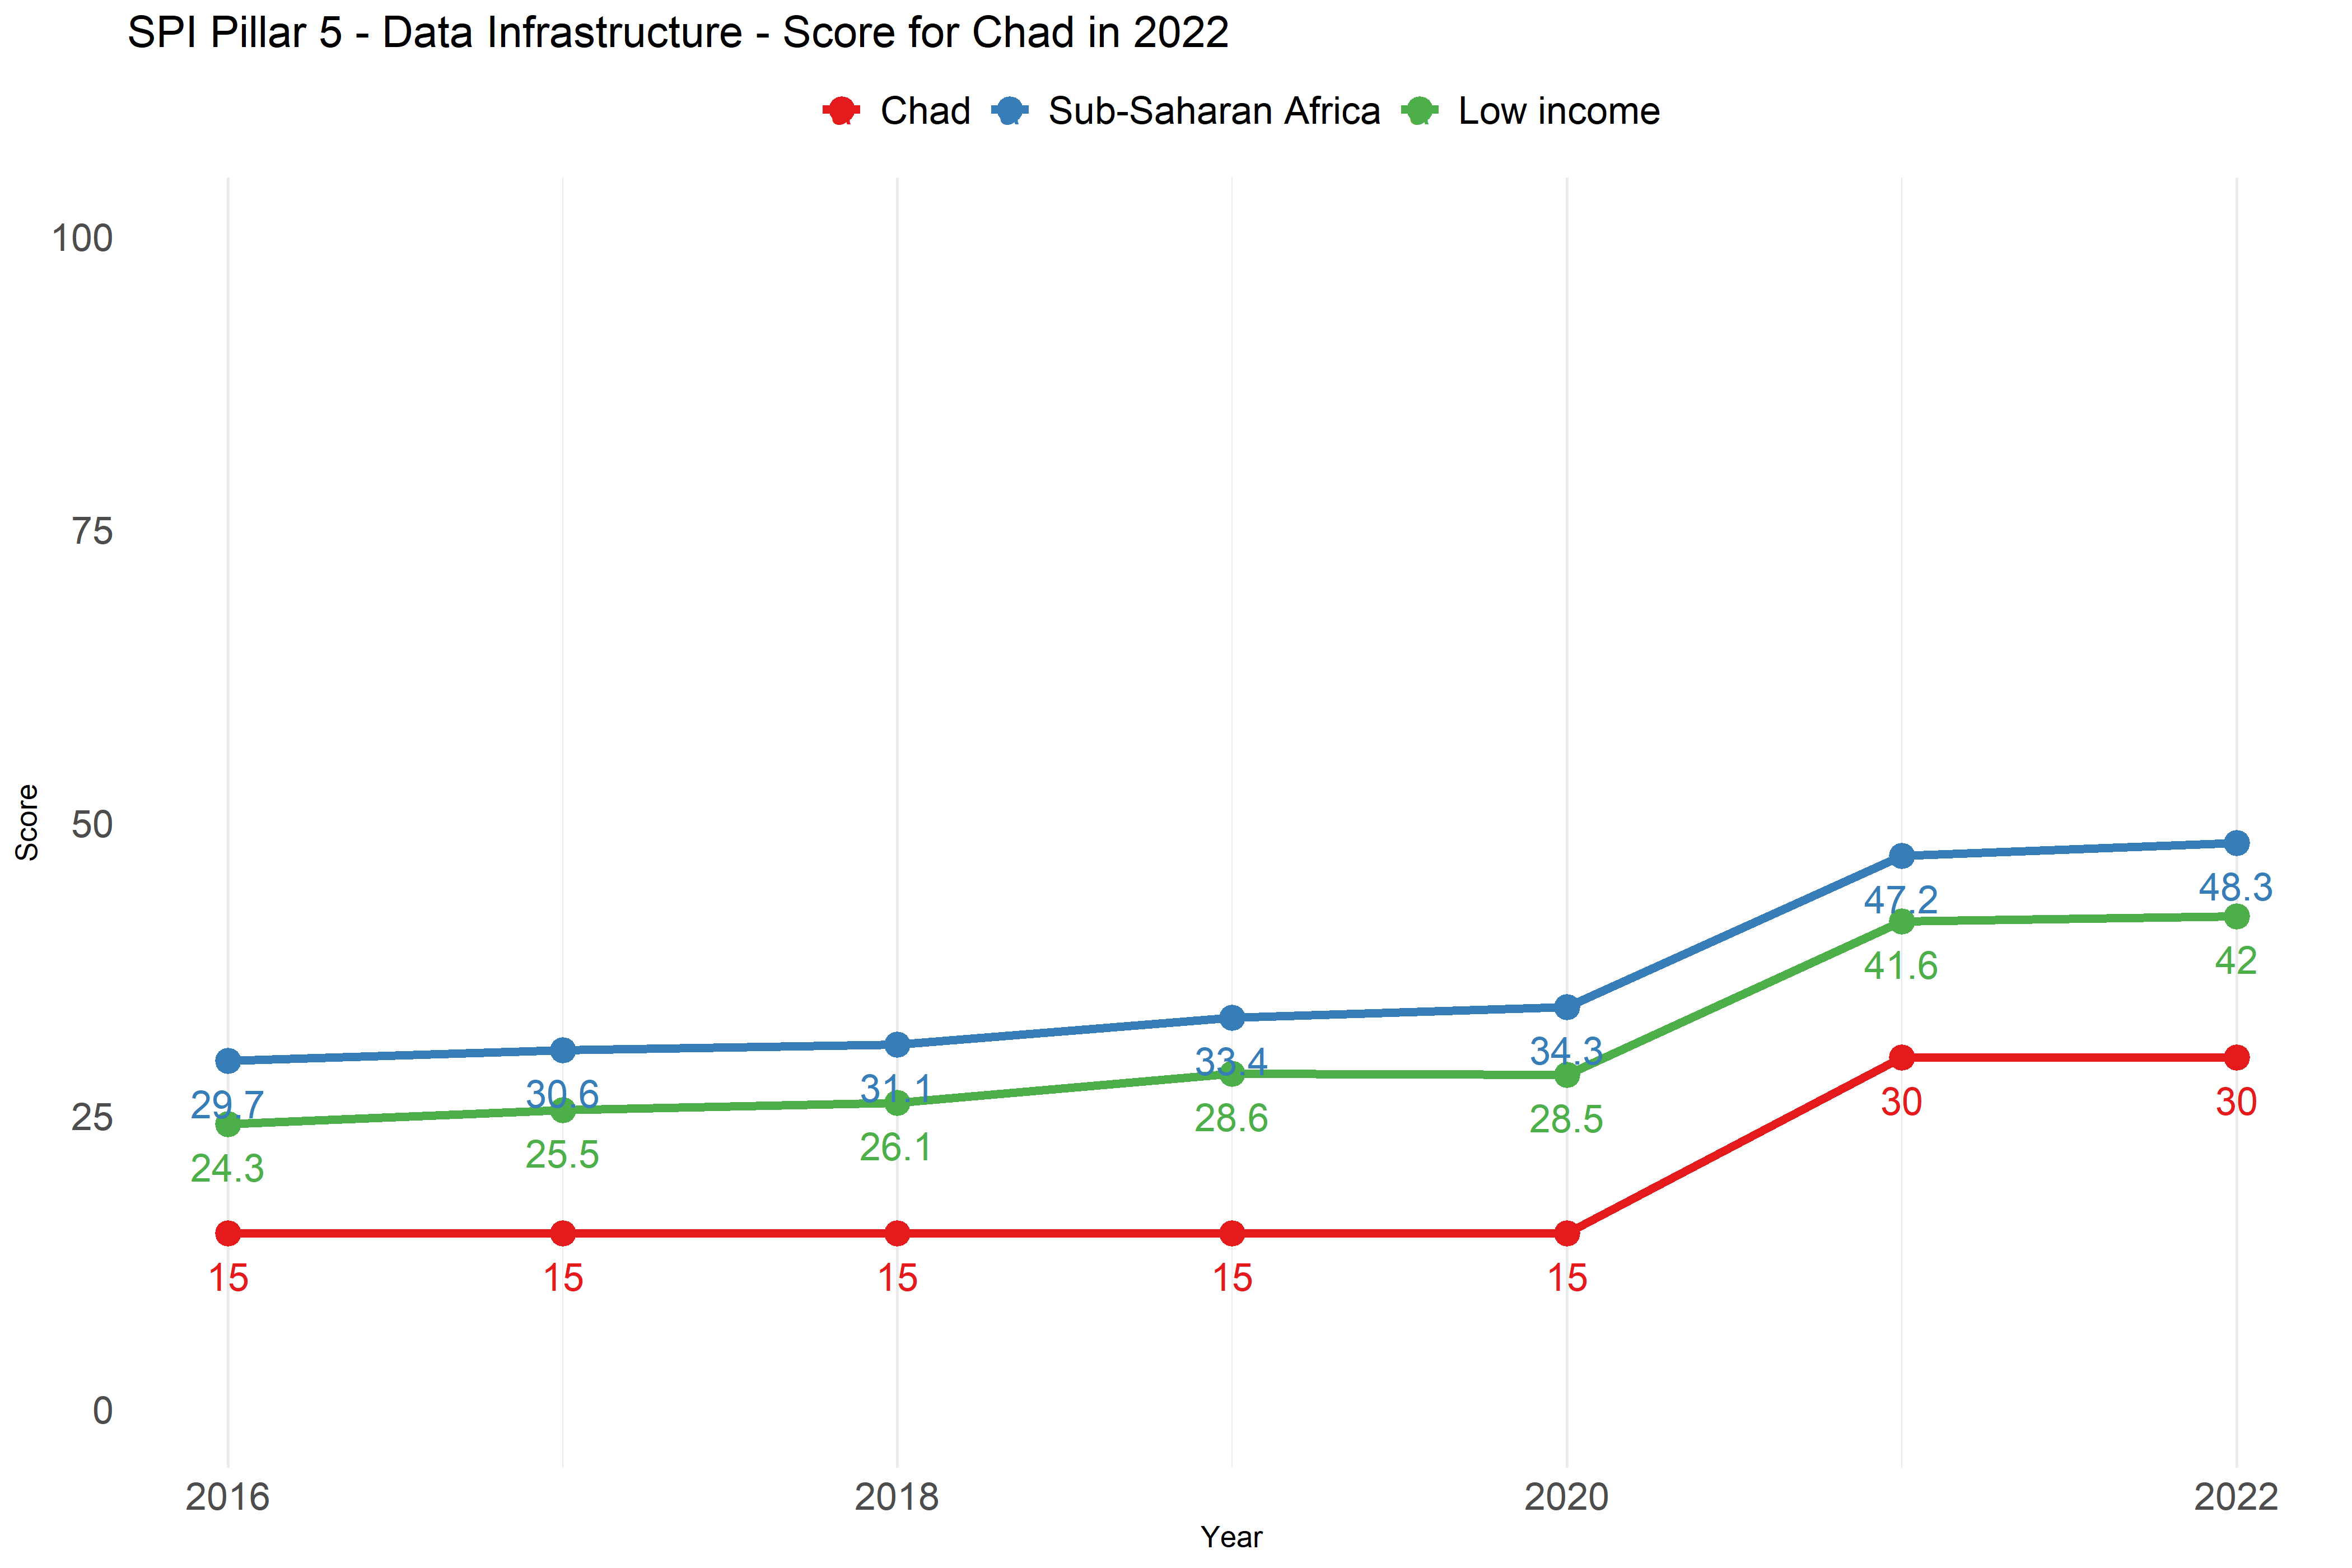 SPI Pillar 5 - Data Infrastructure - Score for Chad in 2022
Chad Sub-Saharan Africa Low income
100
75
50
25
0
Score
47.2 48.3
41.6 42
29.7 30.6 31.1 33.4 34.3
24.3 25.5 26.1 28.6 28.5
30 30
15 15 15 15 15
2016 2018 2020 2022
Year